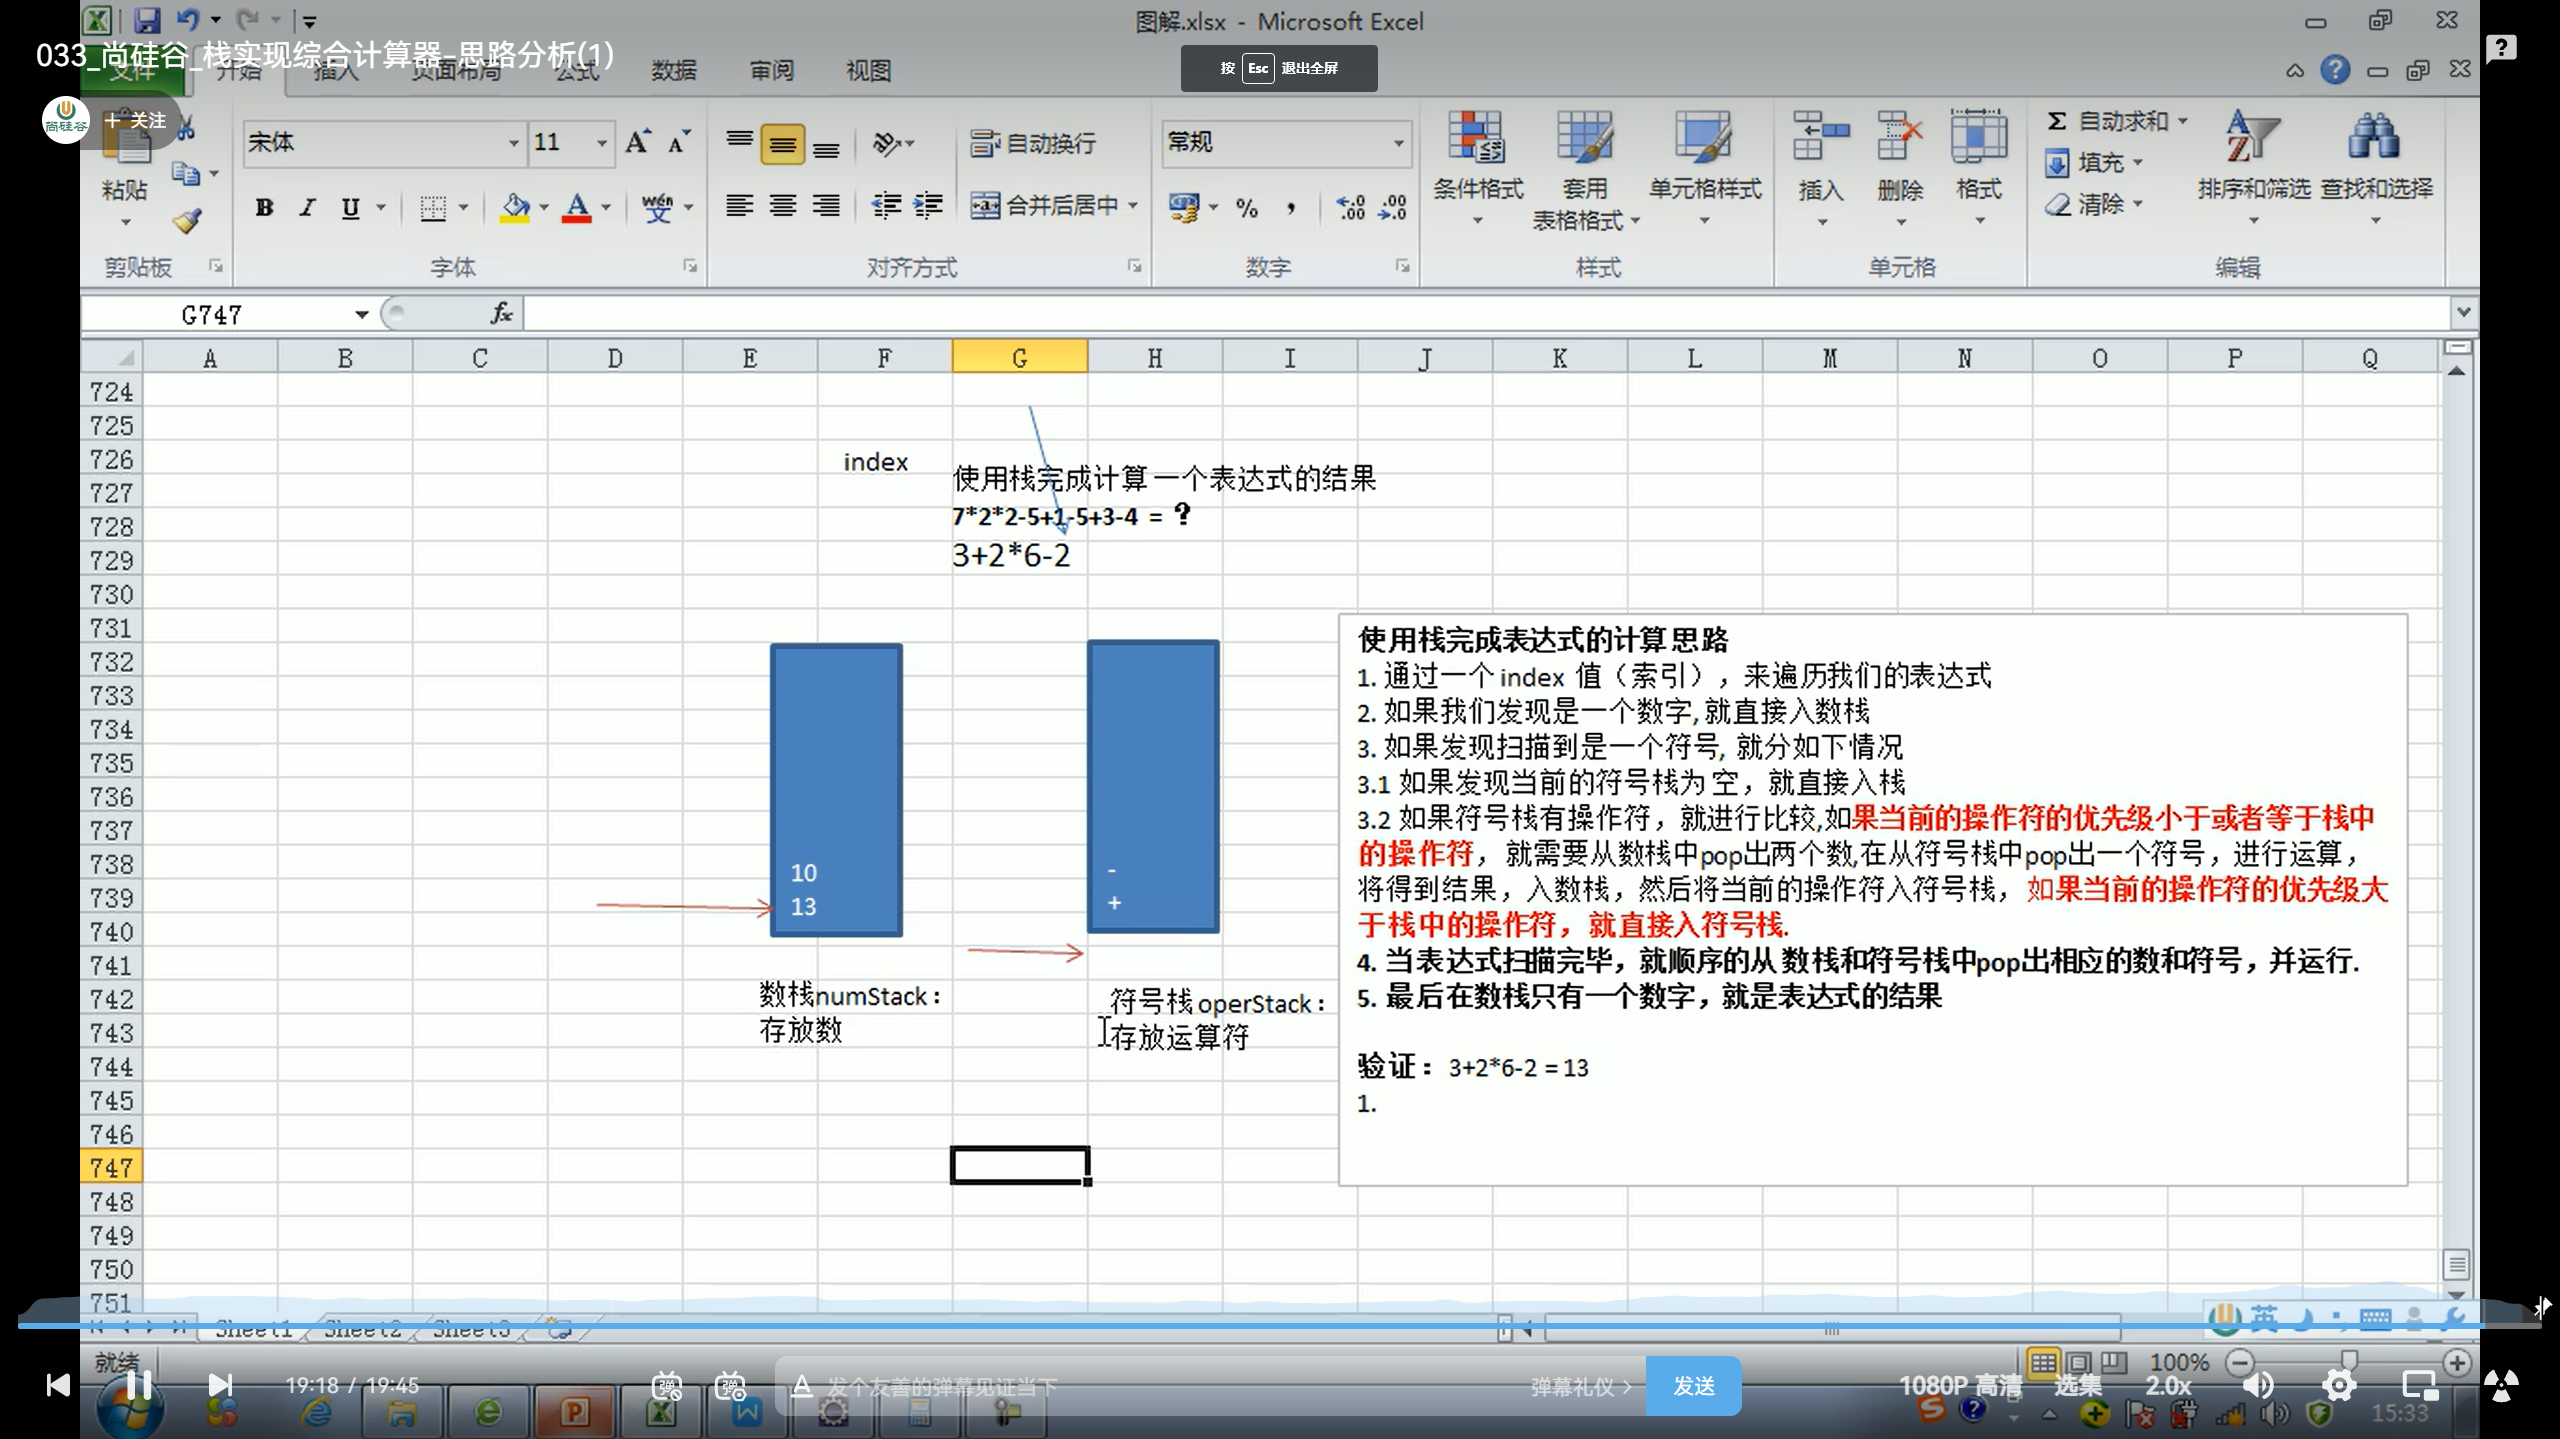 图解.xlsx - Microsoft Excel
033_尚硅谷_栈实现综合计算器-思路分析(1)
按 Esc 退出全屏
文件 开始 插入 页面布局 公式 数据 审阅 视图
尚硅谷 + 关注
宋体 11 自动换行 常规 Σ 自动求和
粘贴 B I U wén 文 合并后居中 % 条件格式 套用 表格格式 单元格样式 插入 删除 格式 填充 清除 排序和筛选 查找和选择
剪贴板 字体 对齐方式 数字 样式 单元格 编辑
G747 fx
A B C D E F G H I J K L M N O P Q
724
725
726
727
728
729
730
731
732
733
734
735
736
737
738
739
740
741
742
743
744
745
746
747
748
749
750
751
index
使用栈完成计算 一个表达式的结果
7*2*2-5+1-5+3-4 = ?
3+2*6-2
10
13
-
+
数栈numStack：
存放数
符号栈 operStack：
存放运算符
使用栈完成表达式的计算 思路
1. 通过一个 index 值（索引），来遍历我们的表达式
2. 如果我们发现是一个数字, 就直接入数栈
3. 如果发现扫描到是一个符号, 就分如下情况
3.1 如果发现当前的符号栈为 空，就直接入栈
3.2 如果符号栈有操作符，就进行比较,如果当前的操作符的优先级小于或者等于栈中
的操作符，就需要从数栈中pop出两个数,在从符号栈中pop出一个符号，进行运算，
将得到结果，入数栈，然后将当前的操作符入符号栈，如果当前的操作符的优先级大
于栈中的操作符，就直接入符号栈.
4. 当表达式扫描完毕，就顺序的从 数栈和符号栈中pop出相应的数和符号，并运行.
5. 最后在数栈只有一个数字，就是表达式的结果
验证：3+2*6-2 = 13
1.
Sheet1 Sheet2 Sheet3
英
就绪 100%
19:18 / 19:45 发个友善的弹幕见证当下 弹幕礼仪 发送 1080P 高清 选集 2.0x
15:33